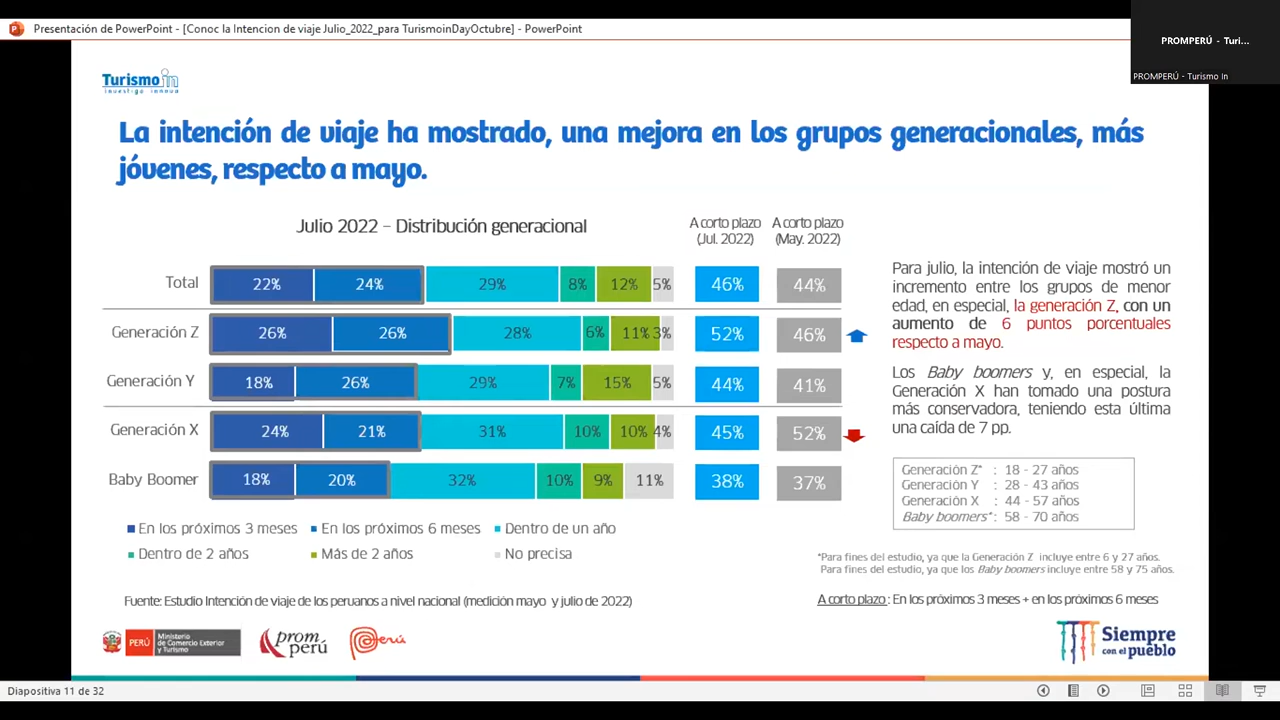 Presentación de PowerPoint - [Conoc la Intencion de viaje Julio_2022_para TurismoinDayOctubre] - PowerPoint
PROMPERÚ - Turi...
PROMPERÚ - Turismo In
Turismo in
investiga innova
La intención de viaje ha mostrado, una mejora en los grupos generacionales, más
jóvenes, respecto a mayo.
Julio 2022 – Distribución generacional
A corto plazo
(Jul. 2022)
A corto plazo
(May. 2022)
Total 22% 24% 29% 8% 12% 5% 46% 44%
Generación Z 26% 26% 28% 6% 11% 3% 52% 46%
Generación Y 18% 26% 29% 7% 15% 5% 44% 41%
Generación X 24% 21% 31% 10% 10% 4% 45% 52%
Baby Boomer 18% 20% 32% 10% 9% 11% 38% 37%
En los próximos 3 meses En los próximos 6 meses Dentro de un año
Dentro de 2 años Más de 2 años No precisa
Para julio, la intención de viaje mostró un
incremento entre los grupos de menor
edad, en especial, la generación Z, con un
aumento de 6 puntos porcentuales
respecto a mayo.
Los Baby boomers y, en especial, la
Generación X han tomado una postura
más conservadora, teniendo esta última
una caída de 7 pp.
Generación Z* : 18 - 27 años
Generación Y : 28 - 43 años
Generación X : 44 - 57 años
Baby boomers* : 58 - 70 años
*Para fines del estudio, ya que la Generación Z incluye entre 6 y 27 años.
Para fines del estudio, ya que los Baby boomers incluye entre 58 y 75 años.
Fuente: Estudio Intención de viaje de los peruanos a nivel nacional (medición mayo y julio de 2022)
A corto plazo : En los próximos 3 meses + en los próximos 6 meses
PERÚ
Ministerio
de Comercio Exterior
y Turismo
prom
perú
Perú
Siempre
con el pueblo
Diapositiva 11 de 32